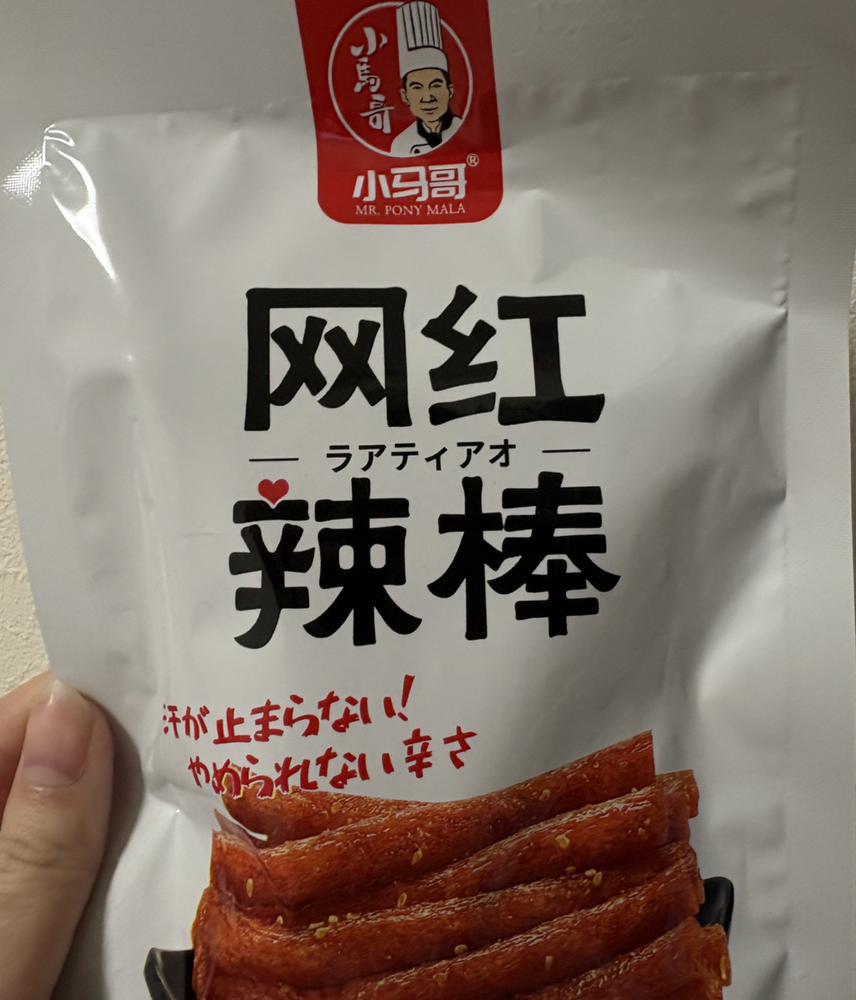 小馬哥
小马哥®
MR. PONY MALA
网红
ラアティアオ
辣棒
汗が止まらない!
やめられない辛さ